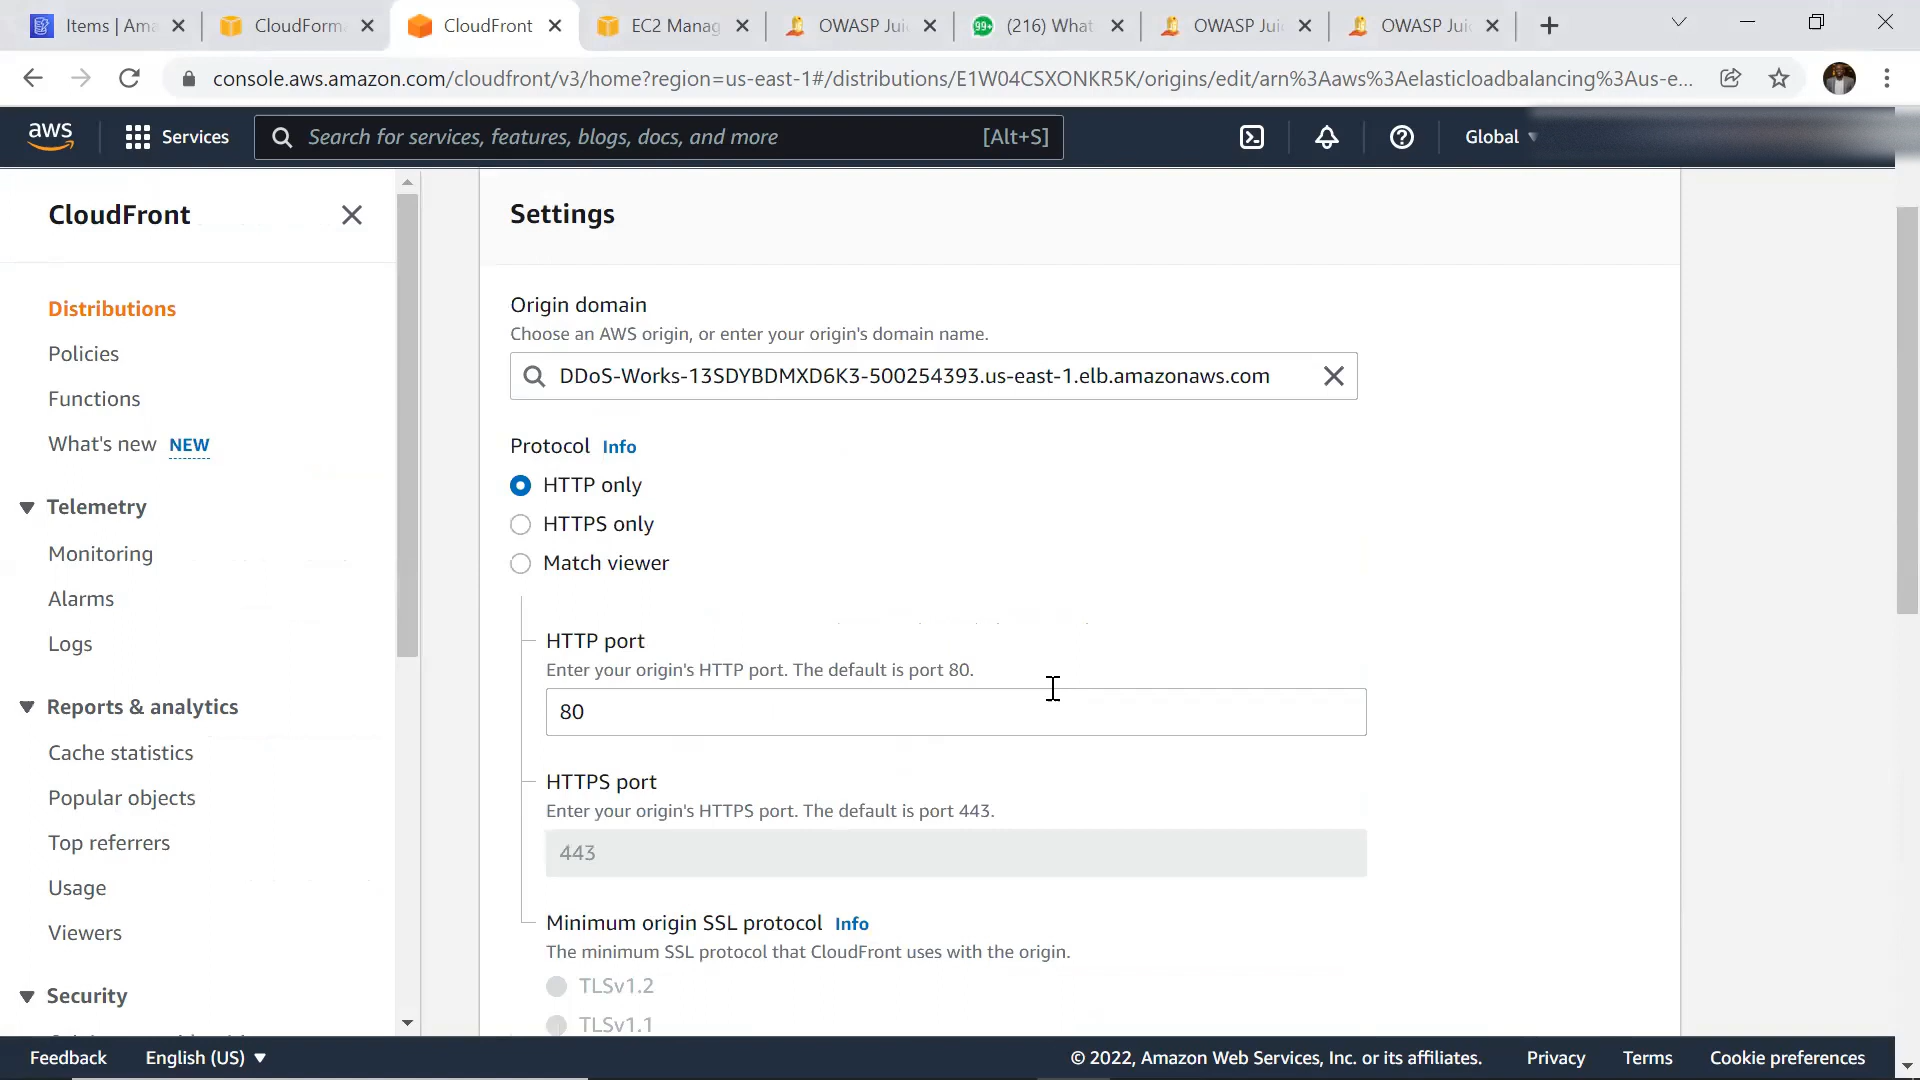 Items | Ama
CloudForm
CloudFront
EC2 Manag
OWASP Juic
99+
(216) What
OWASP Juic
OWASP Juic
console.aws.amazon.com/cloudfront/v3/home?region=us-east-1#/distributions/E1W04CSXONKR5K/origins/edit/arn%3Aaws%3Aelasticloadbalancing%3Aus-e...
aws
Services
Search for services, features, blogs, docs, and more
[Alt+S]
Global
CloudFront
Distributions
Policies
Functions
What's new NEW
Telemetry
Monitoring
Alarms
Logs
Reports & analytics
Cache statistics
Popular objects
Top referrers
Usage
Viewers
Security
Settings
Origin domain
Choose an AWS origin, or enter your origin's domain name.
DDoS-Works-13SDYBDMXD6K3-500254393.us-east-1.elb.amazonaws.com
Protocol Info
HTTP only
HTTPS only
Match viewer
HTTP port
Enter your origin's HTTP port. The default is port 80.
80
HTTPS port
Enter your origin's HTTPS port. The default is port 443.
443
Minimum origin SSL protocol Info
The minimum SSL protocol that CloudFront uses with the origin.
TLSv1.2
TLSv1.1
Feedback
English (US)
© 2022, Amazon Web Services, Inc. or its affiliates.
Privacy
Terms
Cookie preferences